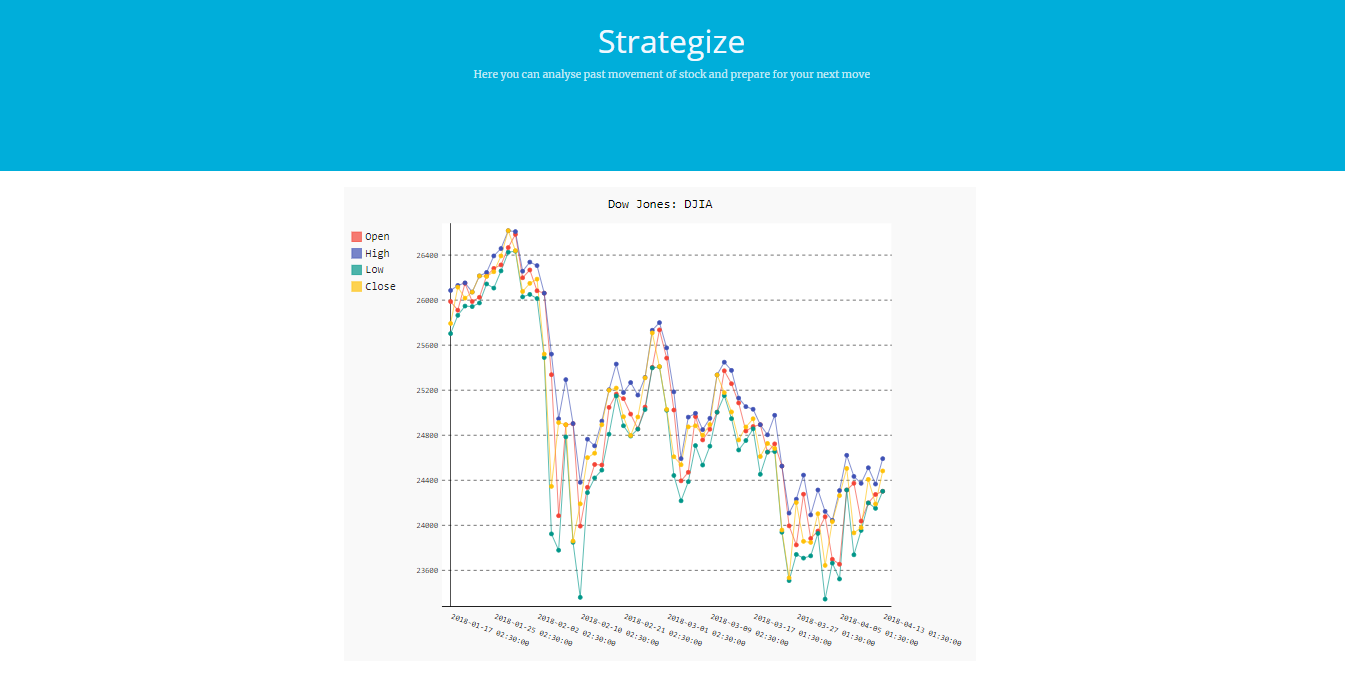 Strategize
Here you can analyse past movement of stock and prepare for your next move
Dow Jones: DJIA
Open
High
Low
Close
26400
26000
25600
25200
24800
24400
24000
23600
2018-01-17 02:30:00
2018-01-25 02:30:00
2018-02-02 02:30:00
2018-02-10 02:30:00
2018-02-21 02:30:00
2018-03-01 02:30:00
2018-03-09 02:30:00
2018-03-17 01:30:00
2018-03-27 01:30:00
2018-04-05 01:30:00
2018-04-13 01:30:00